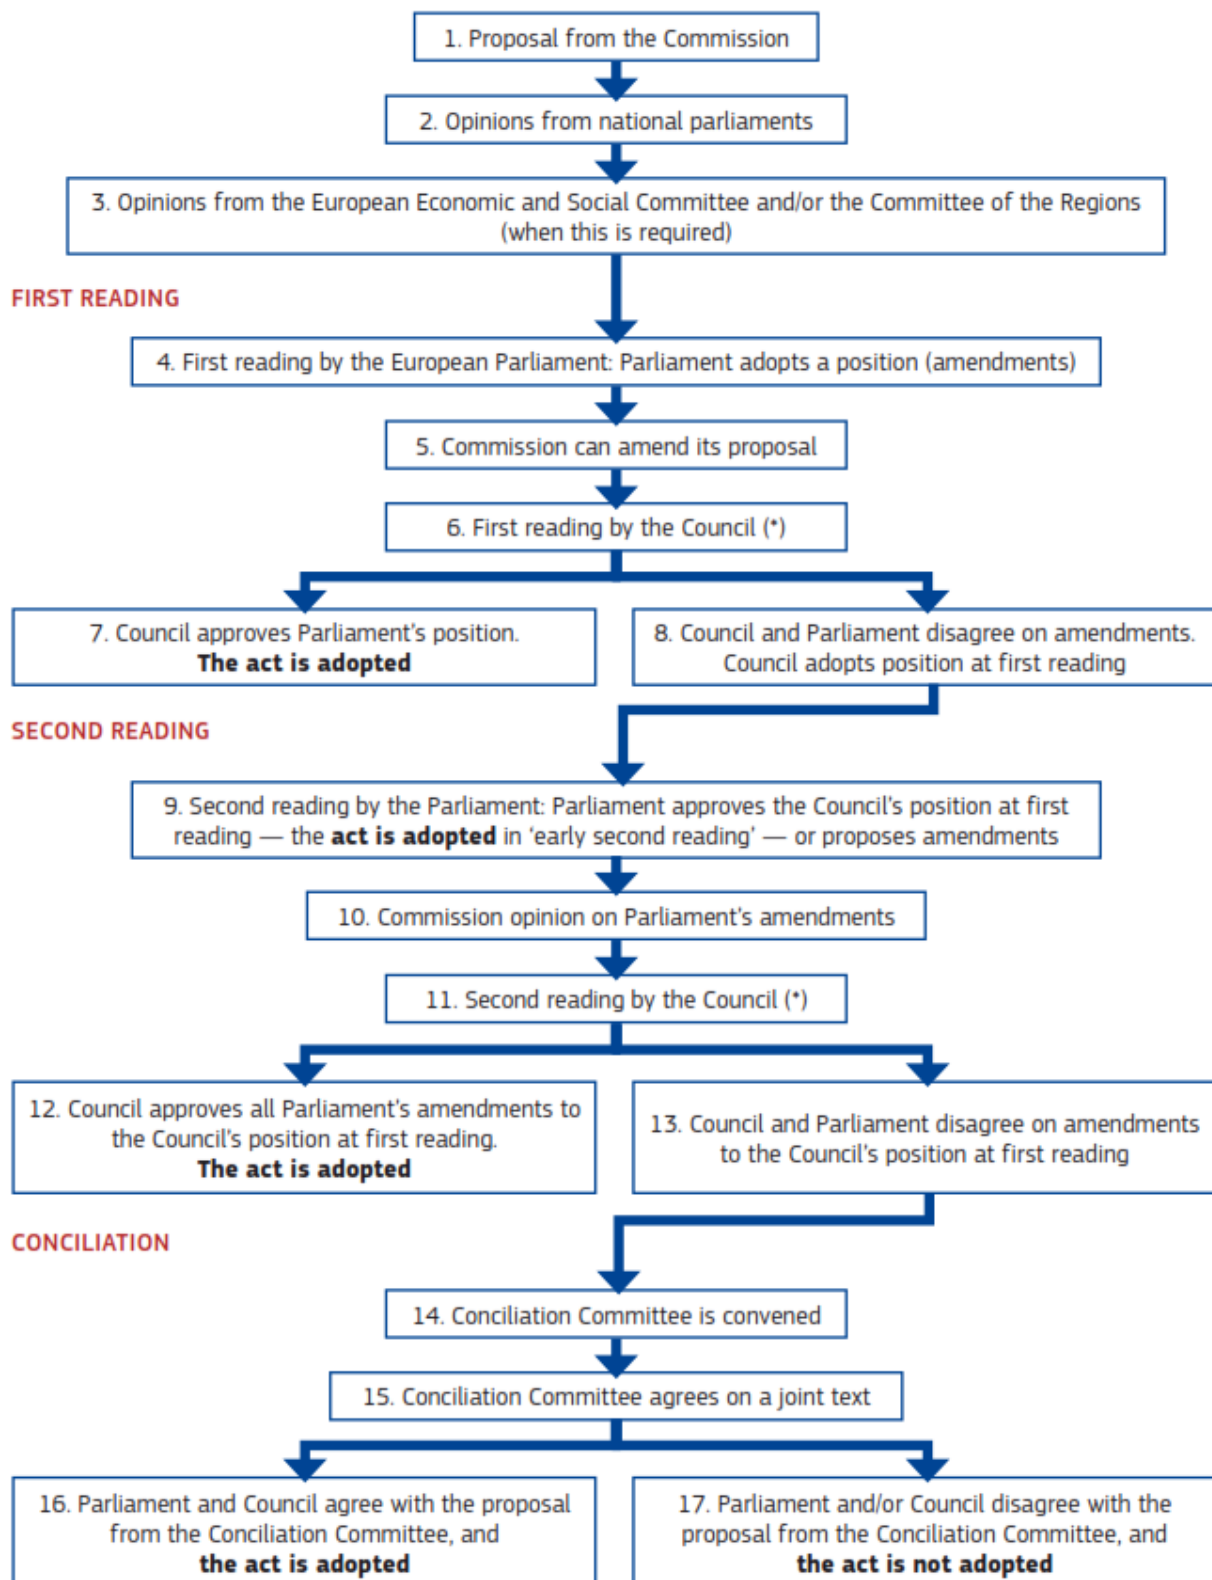 1. Proposal from the Commission
2. Opinions from national parliaments
3. Opinions from the European Economic and Social Committee and/or the Committee of the Regions
(when this is required)
FIRST READING
4. First reading by the European Parliament: Parliament adopts a position (amendments)
5. Commission can amend its proposal
6. First reading by the Council (*)
7. Council approves Parliament's position.
The act is adopted
8. Council and Parliament disagree on amendments.
Council adopts position at first reading
SECOND READING
9. Second reading by the Parliament: Parliament approves the Council's position at first
reading — the act is adopted in ‘early second reading’ — or proposes amendments
10. Commission opinion on Parliament's amendments
11. Second reading by the Council (*)
12. Council approves all Parliament's amendments to
the Council's position at first reading.
The act is adopted
13. Council and Parliament disagree on amendments
to the Council's position at first reading
CONCILIATION
14. Conciliation Committee is convened
15. Conciliation Committee agrees on a joint text
16. Parliament and Council agree with the proposal
from the Conciliation Committee, and
the act is adopted
17. Parliament and/or Council disagree with the
proposal from the Conciliation Committee, and
the act is not adopted